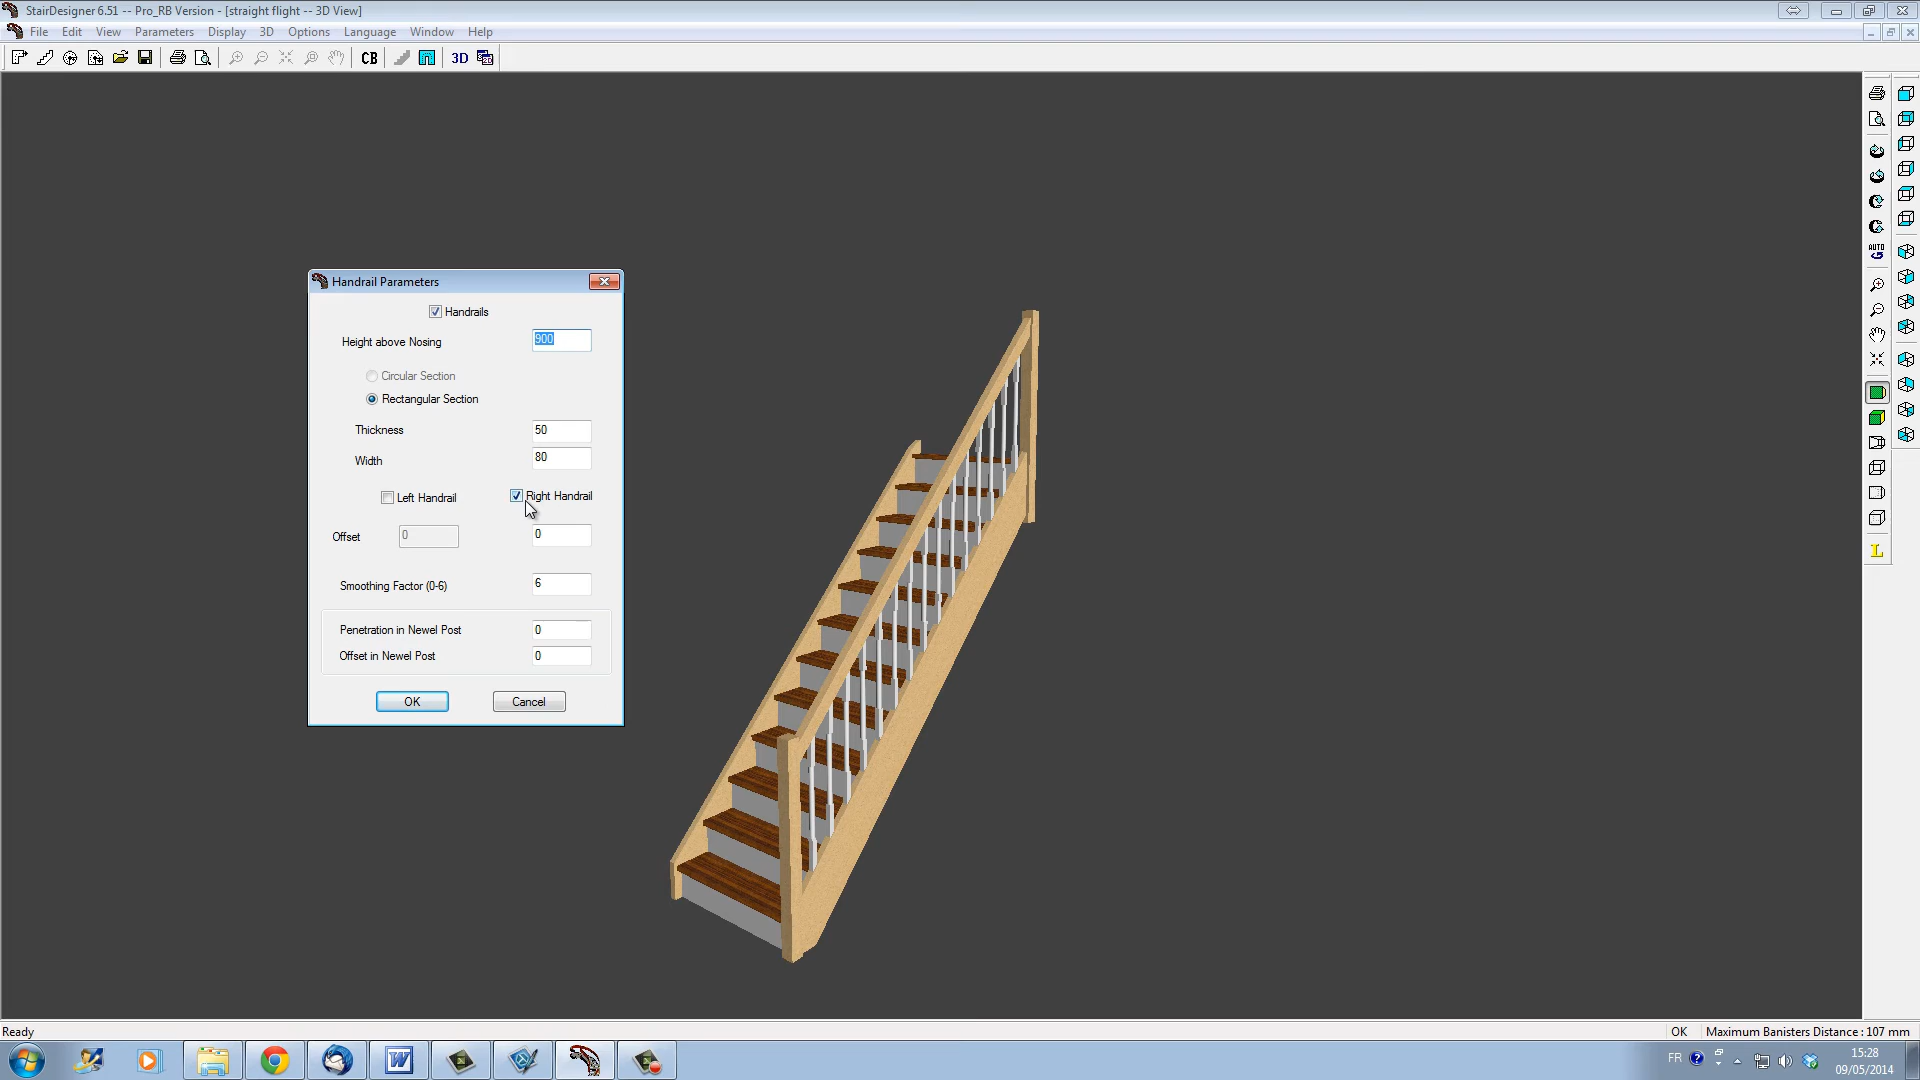 StairDesigner 6.51 -- Pro_RB Version - [straight flight -- 3D View]
File Edit View Parameters Display 3D Options Language Window Help
CB 3D
AUTO
Handrail Parameters
Handrails
Height above Nosing 900
Circular Section
Rectangular Section
Thickness 50
Width 80
Left Handrail Right Handrail
Offset 0 0
Smoothing Factor (0-6) 6
Penetration in Newel Post 0
Offset in Newel Post 0
OK Cancel
L
Ready OK Maximum Banisters Distance : 107 mm
FR 15:28
09/05/2014